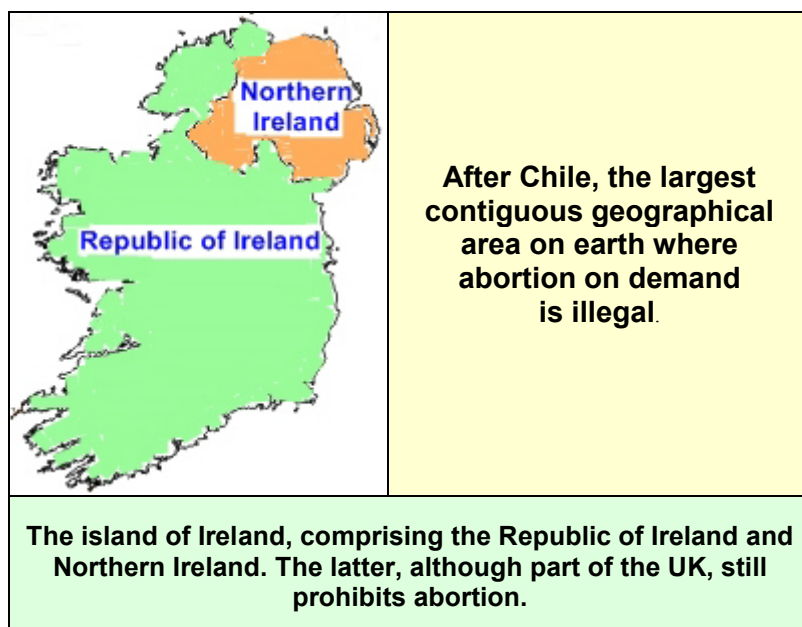 Northern
Ireland
Republic of Ireland
After Chile, the largest
contiguous geographical
area on earth where
abortion on demand
is illegal.
The island of Ireland, comprising the Republic of Ireland and
Northern Ireland. The latter, although part of the UK, still
prohibits abortion.